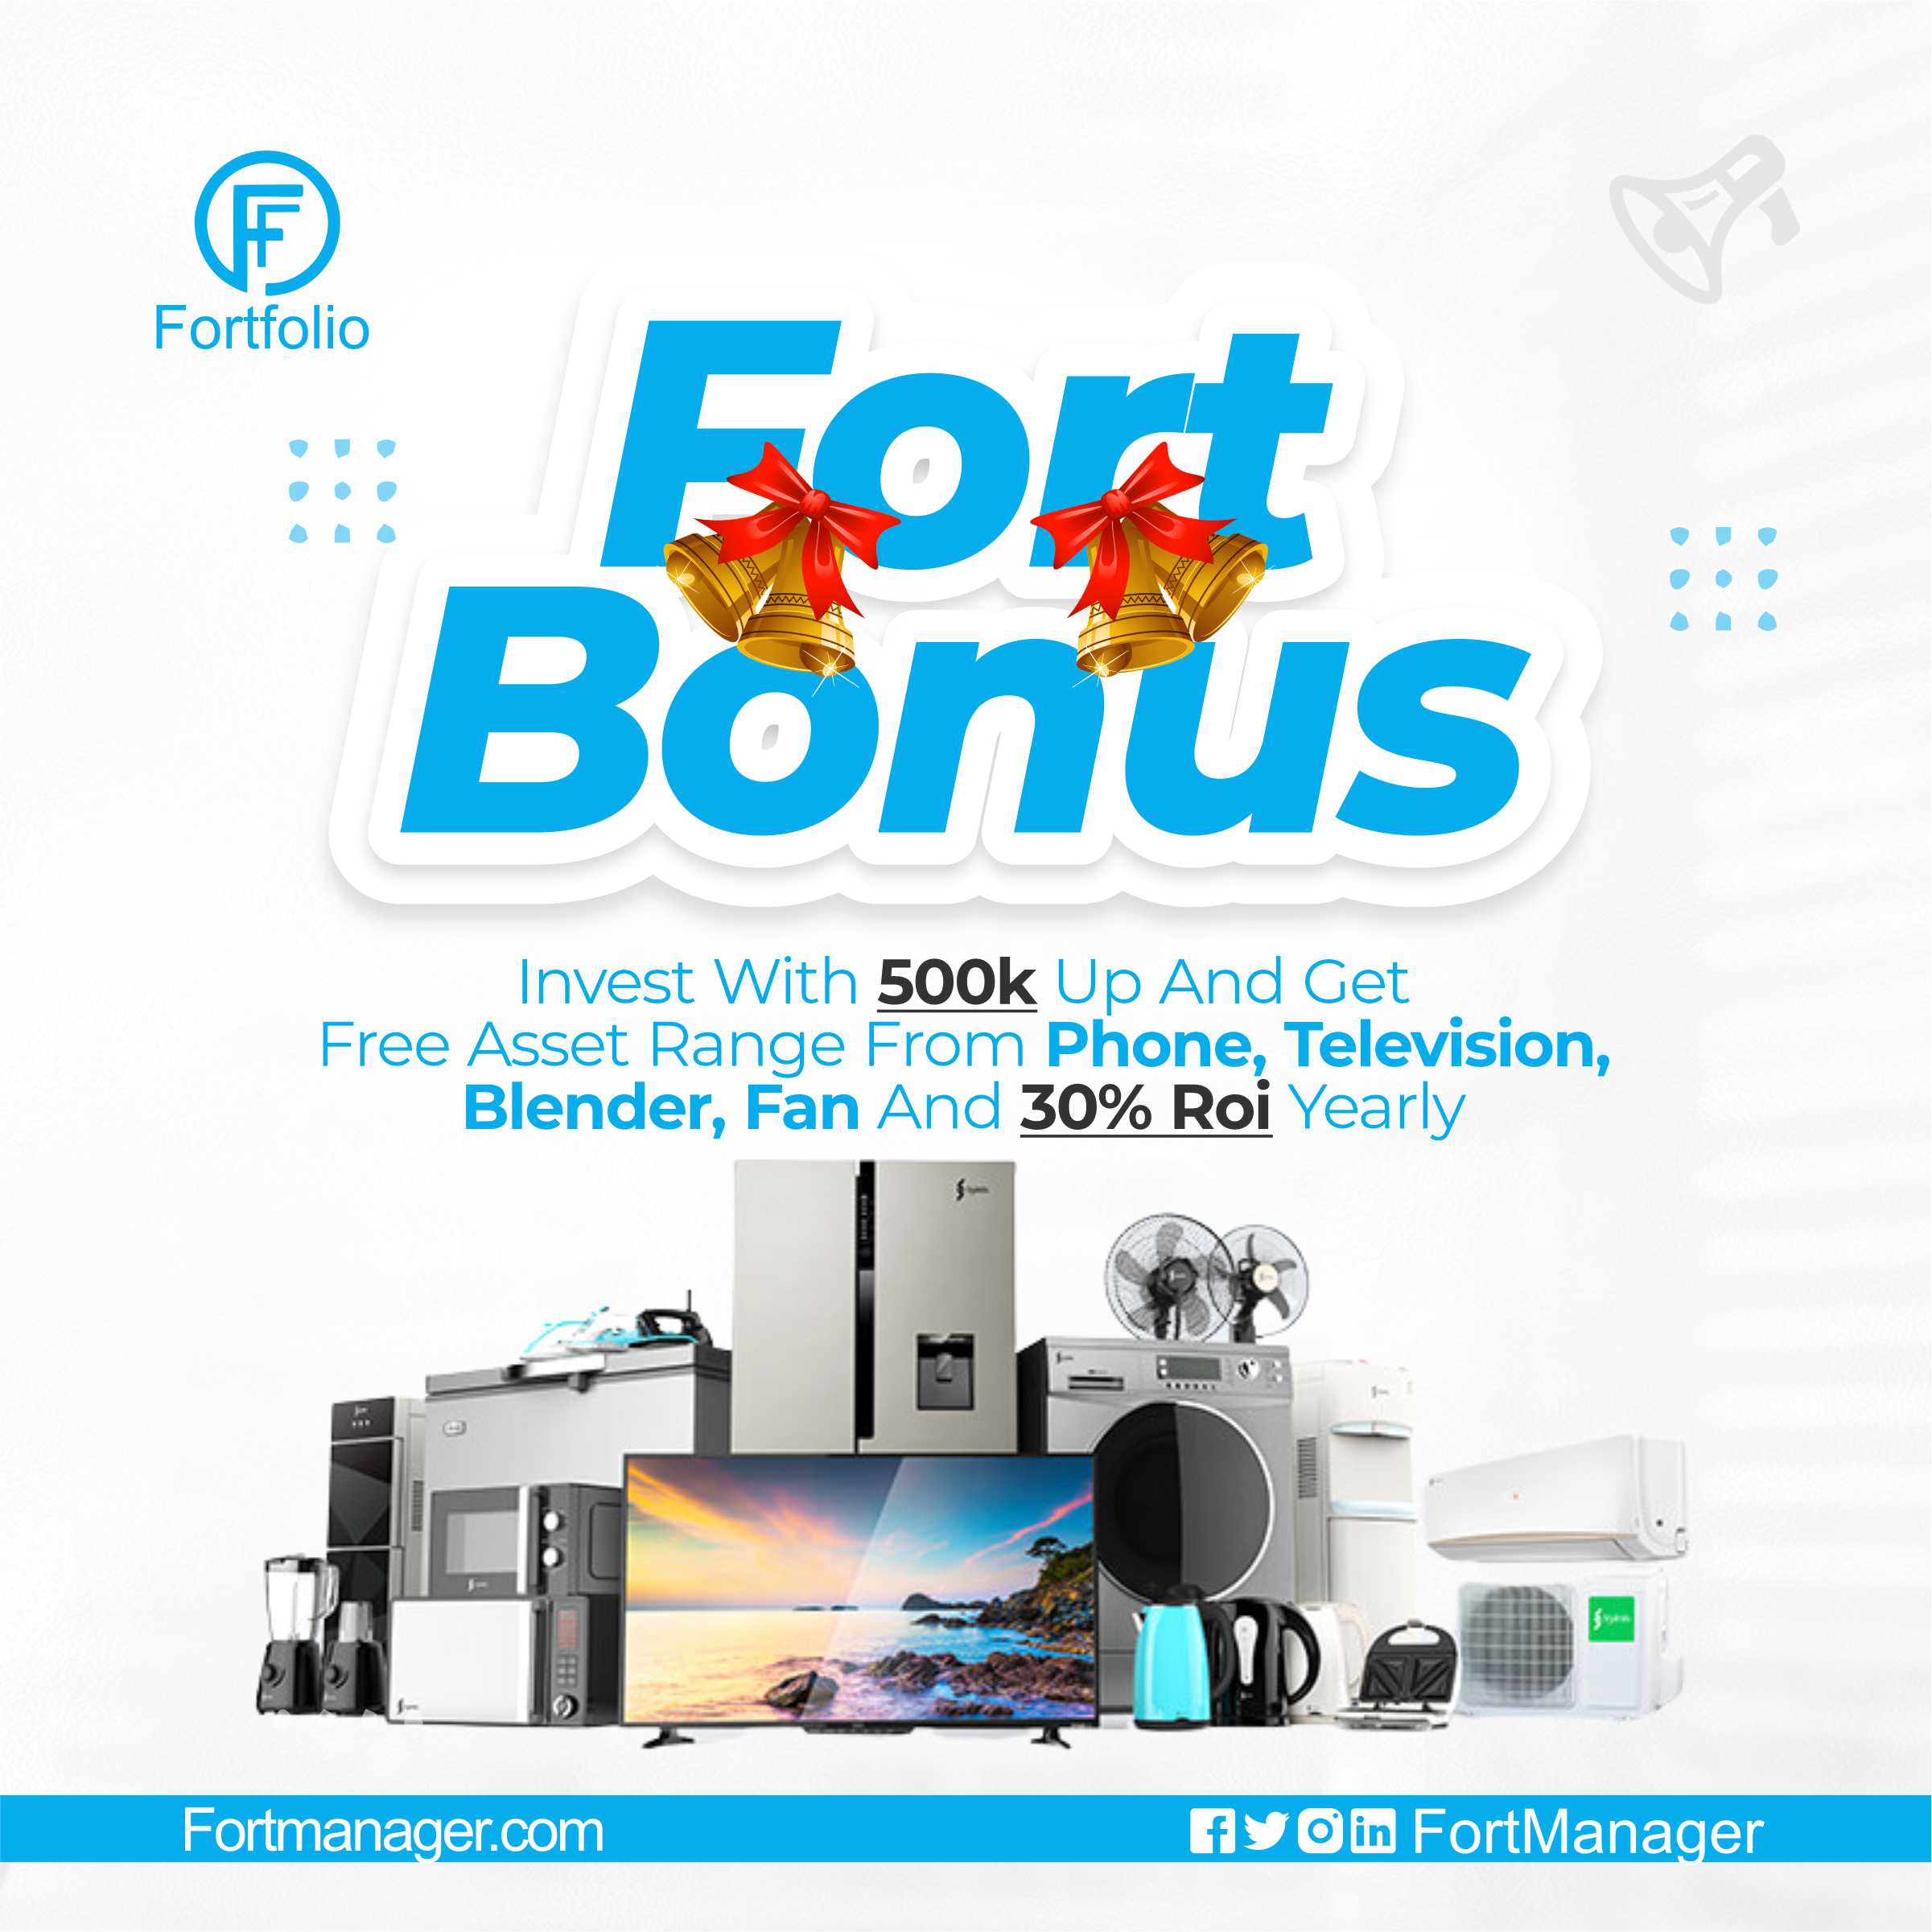 Fortfolio
Fort
Bonus
Invest With 500k Up And Get
Free Asset Range From Phone, Television,
Blender, Fan And 30% Roi Yearly
Fortmanager.com
FortManager